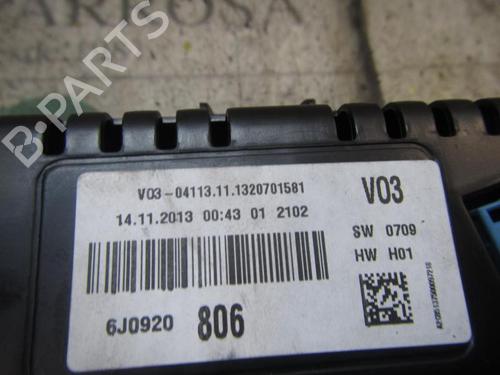 BARBOSA
B-PARTS
V03-04113.11.1320701581
14.11.2013 00:43 01 2102
V03
SW 0709
HW H01
6J0920 806